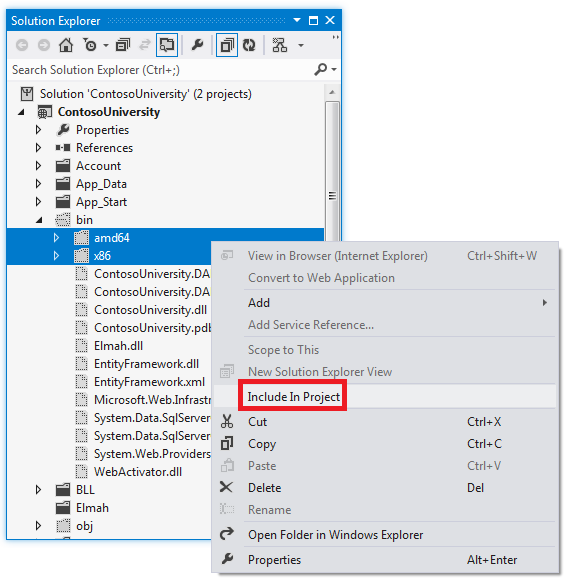 Solution Explorer
Search Solution Explorer (Ctrl+;)
Solution 'ContosoUniversity' (2 projects)
ContosoUniversity
Properties
References
Account
App_Data
App_Start
bin
amd64
x86
ContosoUniversity.DA
ContosoUniversity.DA
ContosoUniversity.dll
ContosoUniversity.pdb
Elmah.dll
EntityFramework.dll
EntityFramework.xml
Microsoft.Web.Infrastr
System.Data.SqlServer
System.Data.SqlServer
System.Web.Providers
WebActivator.dll
BLL
Elmah
obj
View in Browser (Internet Explorer) Ctrl+Shift+W
Convert to Web Application
Add
Add Service Reference...
Scope to This
New Solution Explorer View
Include In Project
Cut Ctrl+X
Copy Ctrl+C
Paste Ctrl+V
Delete Del
Rename
Open Folder in Windows Explorer
Properties Alt+Enter